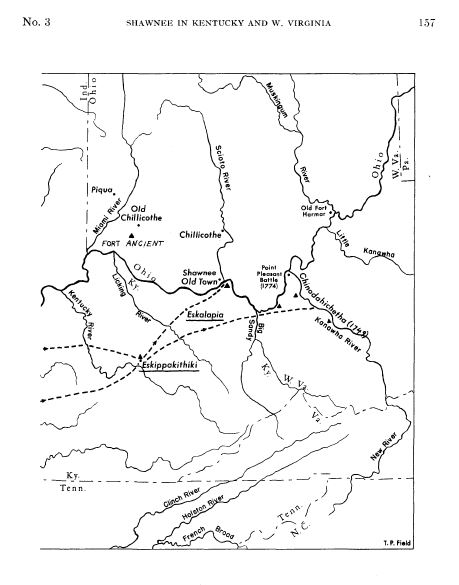 No. 3
SHAWNEE IN KENTUCKY AND W. VIRGINIA
157
Ind.
Ohio
Muskingum
River
Ohio
W. Va.
Pa.
Scioto River
Piqua
Miami River
Old
Chillicothe
FORT ANCIENT
Chillicothe
Old Fort
Harmar
Little
Kanawha
Ohio
Ky.
Licking
River
Shawnee
Old Town
Point
Pleasant
Battle
(1774)
Chinodahichetha (1749)
Kanawha River
Kentucky
River
Eskalapia
Big
Sandy
Eskippakithiki
Ky.
W. Va.
Va.
New River
Ky.
Tenn.
Clinch River
Holston River
French Broad
Tenn.
N. C.
T. P. Field